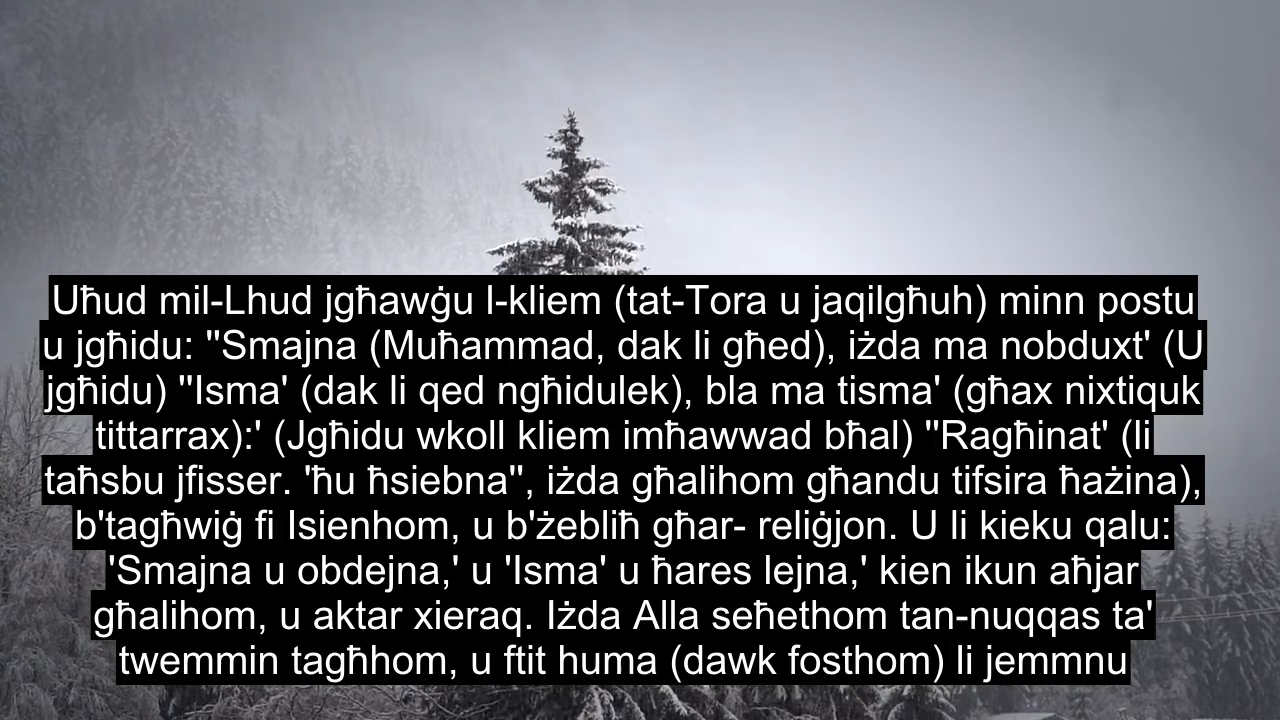 Uħud mil-Lhud jgħawġu l-kliem (tat-Tora u jaqilgħuh) minn postu
u jgħidu: "Smajna (Muħammad, dak li għed), iżda ma nobduxt' (U
jgħidu) "Isma' (dak li qed ngħidulek), bla ma tisma' (għax nixtiquk
tittarrax):' (Jgħidu wkoll kliem imħawwad bħal) "Ragħinat' (li
taħsbu jfisser. 'ħu ħsiebna", iżda għalihom għandu tifsira ħażina),
b'tagħwiġ fi Isienhom, u b'żebliħ għar- reliġjon. U li kieku qalu:
'Smajna u obdejna,' u 'Isma' u ħares lejna,' kien ikun aħjar
għalihom, u aktar xieraq. Iżda Alla seħethom tan-nuqqas ta'
twemmin tagħhom, u ftit huma (dawk fosthom) li jemmnu